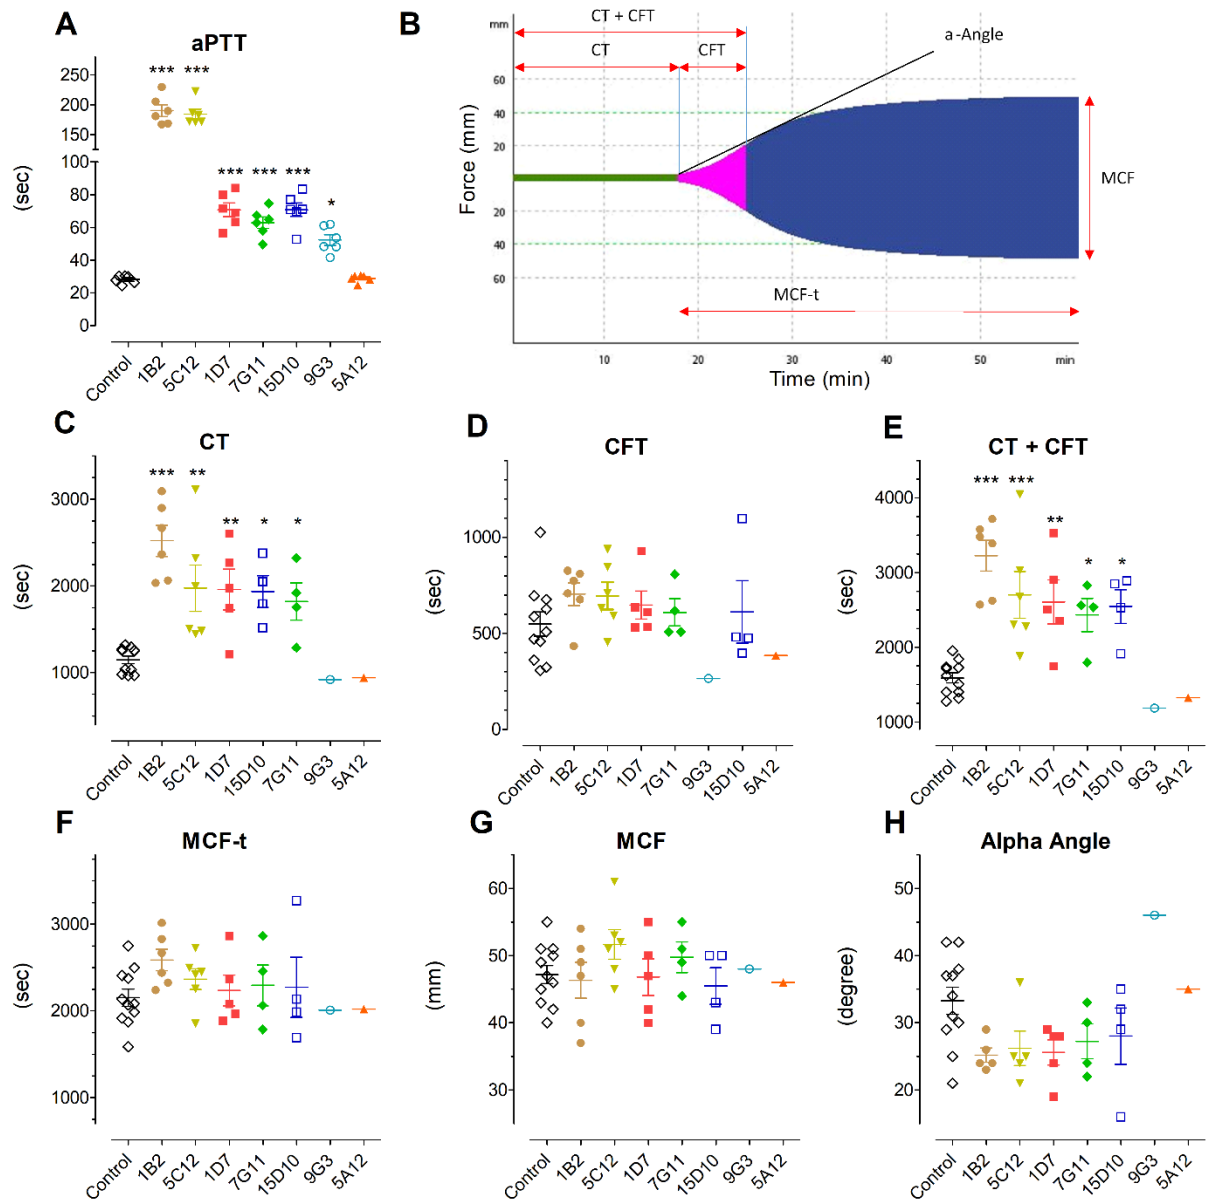 A
aPTT
(sec)
250
200
150
100
80
60
40
20
0
***
***
***
***
***
*
Control
1B2
5C12
1D7
7G11
15D10
9G3
5A12
B
mm
CT + CFT
CT
CFT
a-Angle
Force (mm)
60
40
20
20
40
60
MCF
MCF-t
10
20
30
40
50
min
Time (min)
C
CT
(sec)
3000
2000
1000
***
**
**
*
*
Control
1B2
5C12
1D7
15D10
7G11
9G3
5A12
D
CFT
(sec)
1000
500
0
Control
1B2
5C12
1D7
7G11
9G3
15D10
5A12
E
CT + CFT
(sec)
4000
3000
2000
1000
***
***
**
*
*
Control
1B2
5C12
1D7
7G11
15D10
9G3
5A12
F
MCF-t
(sec)
3000
2000
1000
Control
1B2
5C12
1D7
7G11
15D10
9G3
5A12
G
MCF
(mm)
60
50
40
30
Control
1B2
5C12
1D7
7G11
15D10
9G3
5A12
H
Alpha Angle
(degree)
50
40
30
20
Control
1B2
5C12
1D7
7G11
15D10
9G3
5A12